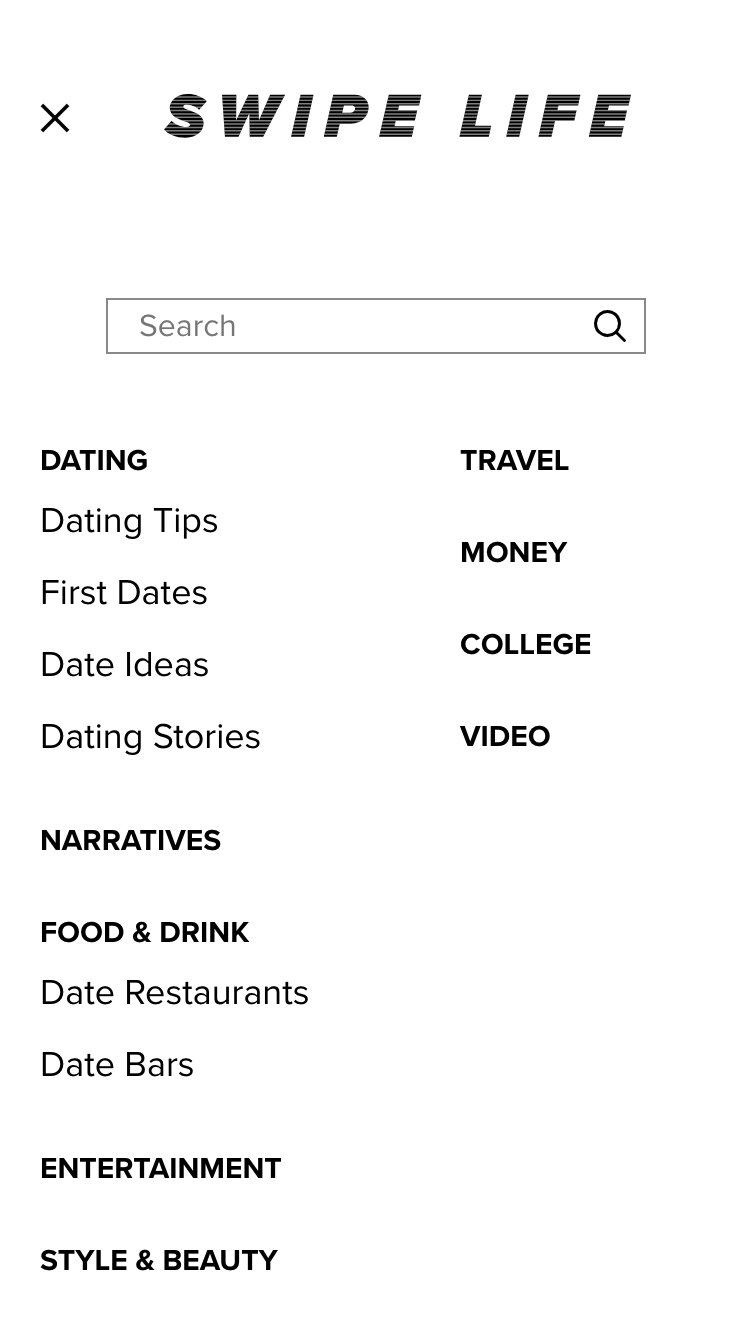 SWIPE LIFE
Search
DATING
Dating Tips
First Dates
Date Ideas
Dating Stories
NARRATIVES
FOOD & DRINK
Date Restaurants
Date Bars
ENTERTAINMENT
STYLE & BEAUTY
TRAVEL
MONEY
COLLEGE
VIDEO